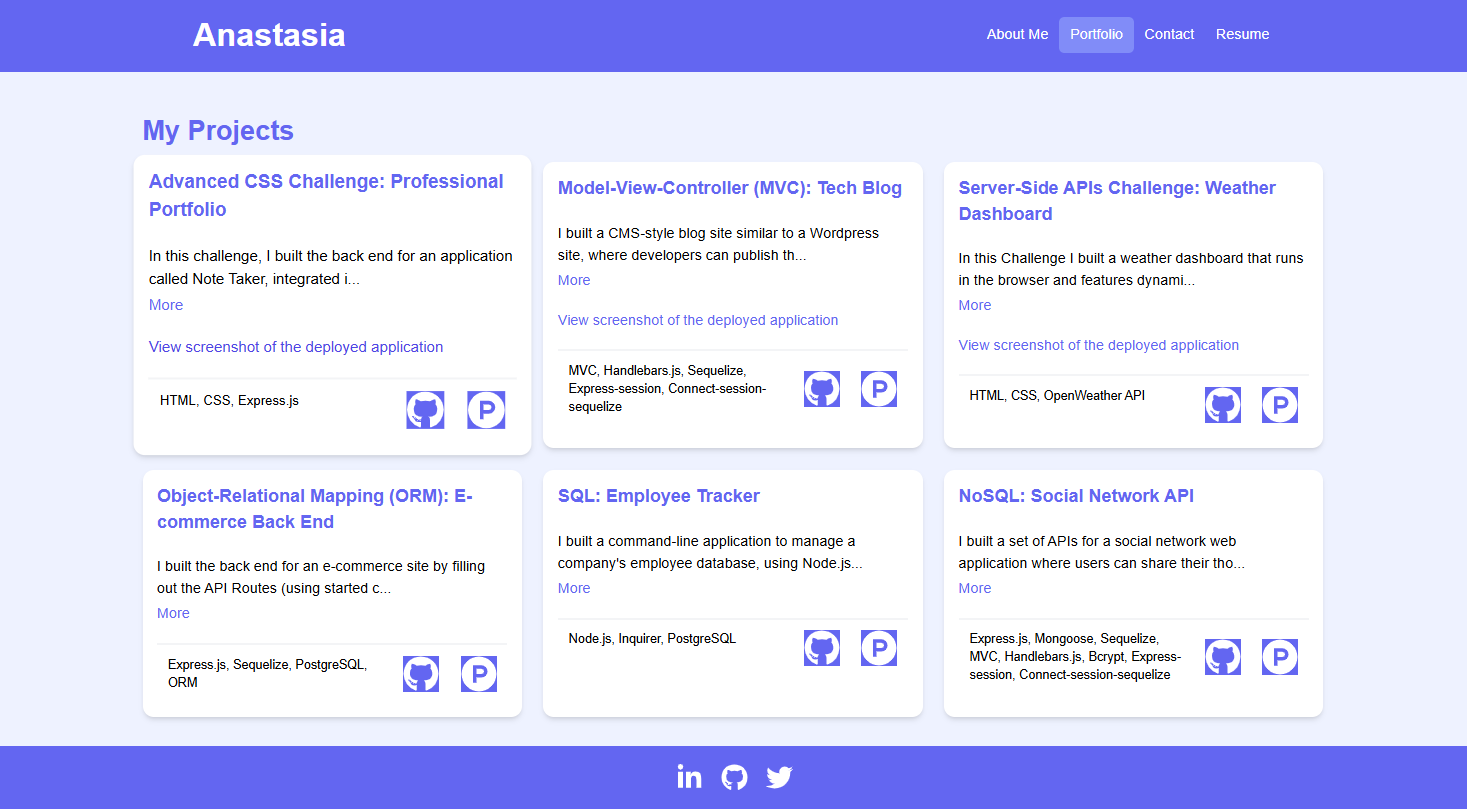 Anastasia
About Me Portfolio Contact Resume
My Projects
Advanced CSS Challenge: Professional
Portfolio
In this challenge, I built the back end for an application
called Note Taker, integrated i...
More
View screenshot of the deployed application
HTML, CSS, Express.js
P
Model-View-Controller (MVC): Tech Blog
I built a CMS-style blog site similar to a Wordpress
site, where developers can publish th...
More
View screenshot of the deployed application
MVC, Handlebars.js, Sequelize,
Express-session, Connect-session-
sequelize
P
Server-Side APIs Challenge: Weather
Dashboard
In this Challenge I built a weather dashboard that runs
in the browser and features dynami...
More
View screenshot of the deployed application
HTML, CSS, OpenWeather API
P
Object-Relational Mapping (ORM): E-
commerce Back End
I built the back end for an e-commerce site by filling
out the API Routes (using started c...
More
Express.js, Sequelize, PostgreSQL,
ORM
P
SQL: Employee Tracker
I built a command-line application to manage a
company's employee database, using Node.js...
More
Node.js, Inquirer, PostgreSQL
P
NoSQL: Social Network API
I built a set of APIs for a social network web
application where users can share their tho...
More
Express.js, Mongoose, Sequelize,
MVC, Handlebars.js, Bcrypt, Express-
session, Connect-session-sequelize
P
in